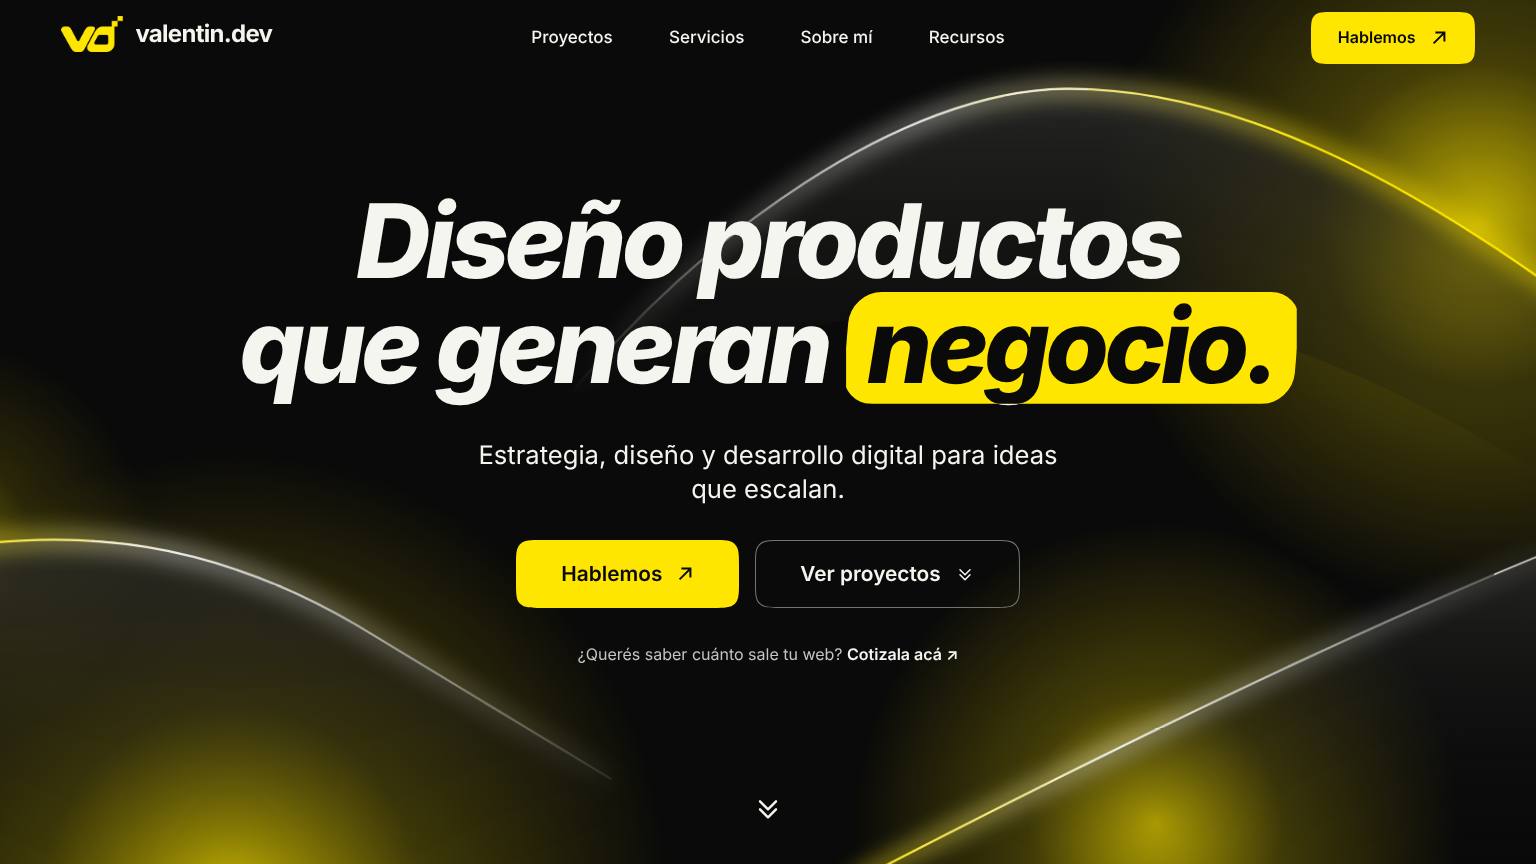 valentin.dev
Proyectos
Servicios
Sobre mí
Recursos
Hablemos
Diseño productos
que generan negocio.
Estrategia, diseño y desarrollo digital para ideas
que escalan.
Hablemos
Ver proyectos
¿Querés saber cuánto sale tu web? Cotizala acá